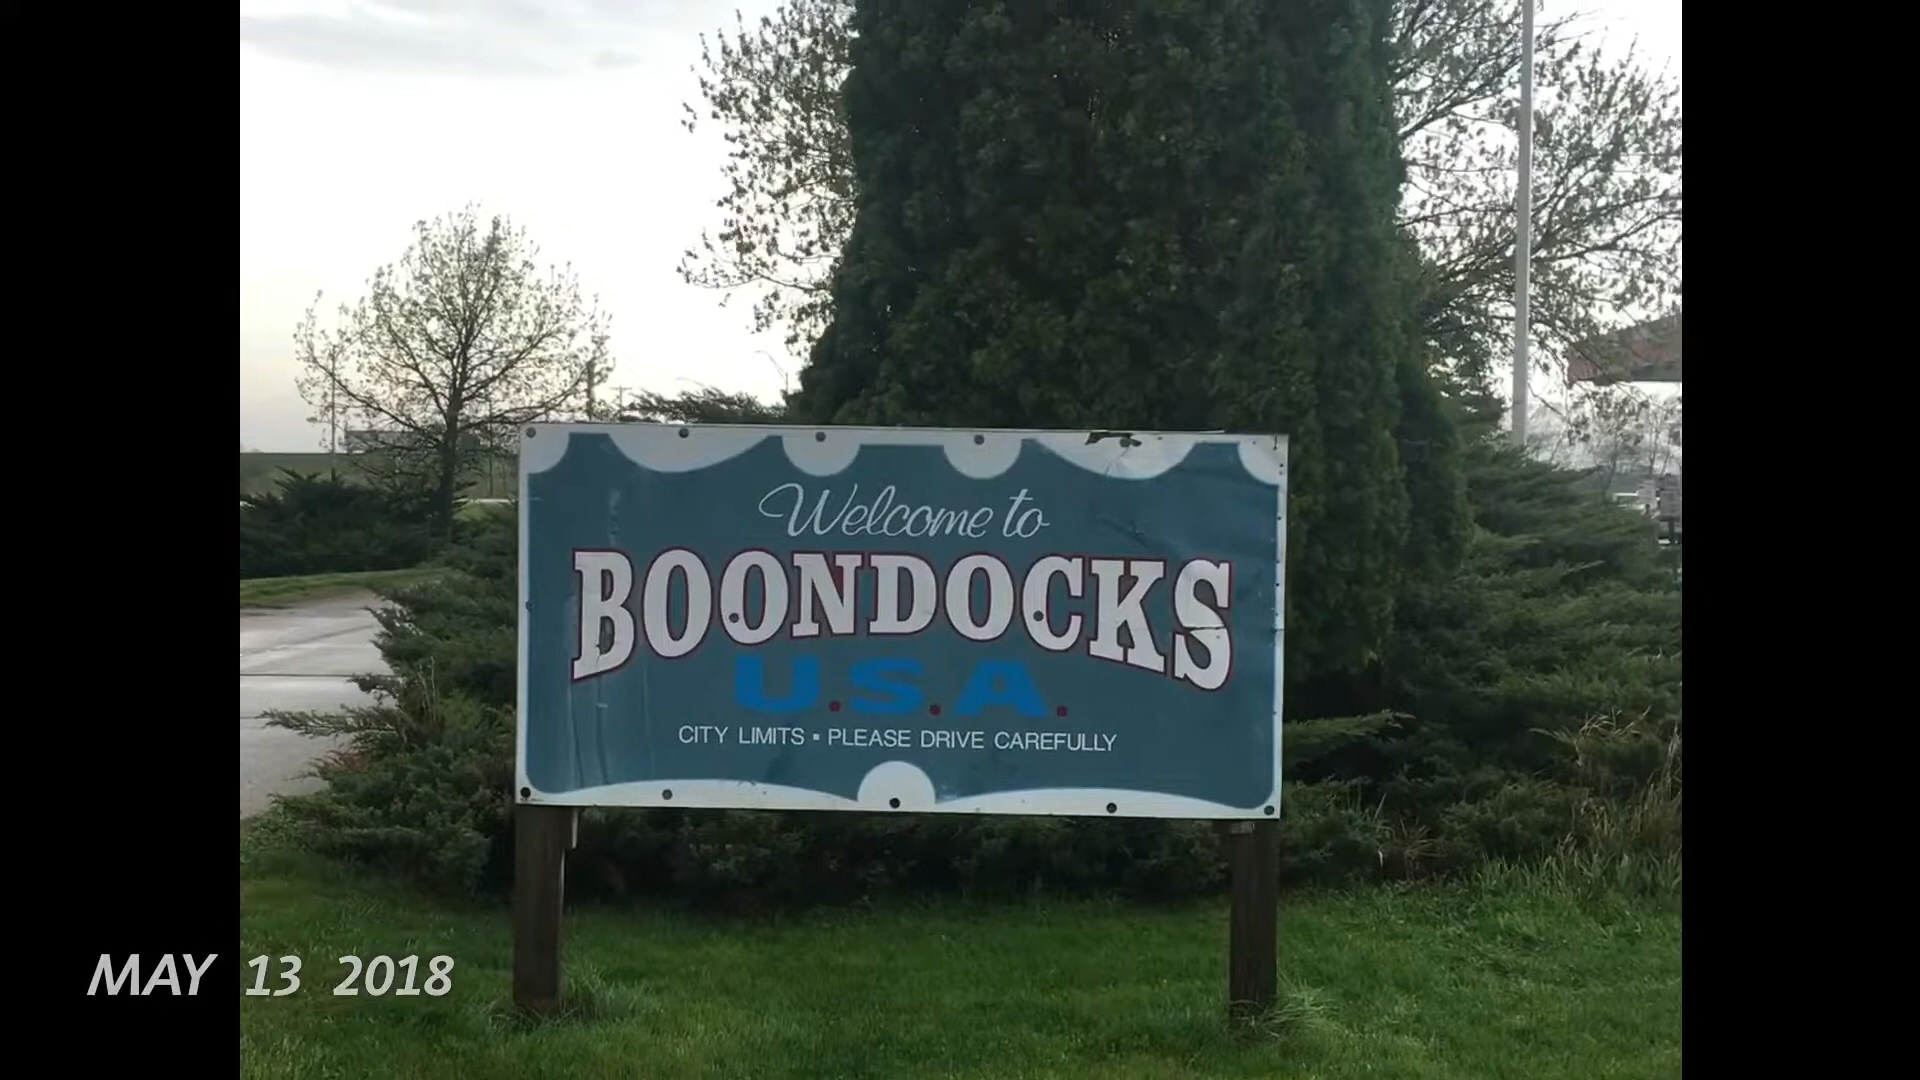 Welcome to
BOONDOCKS
U.S.A.
CITY LIMITS ▪ PLEASE DRIVE CAREFULLY
MAY 13 2018